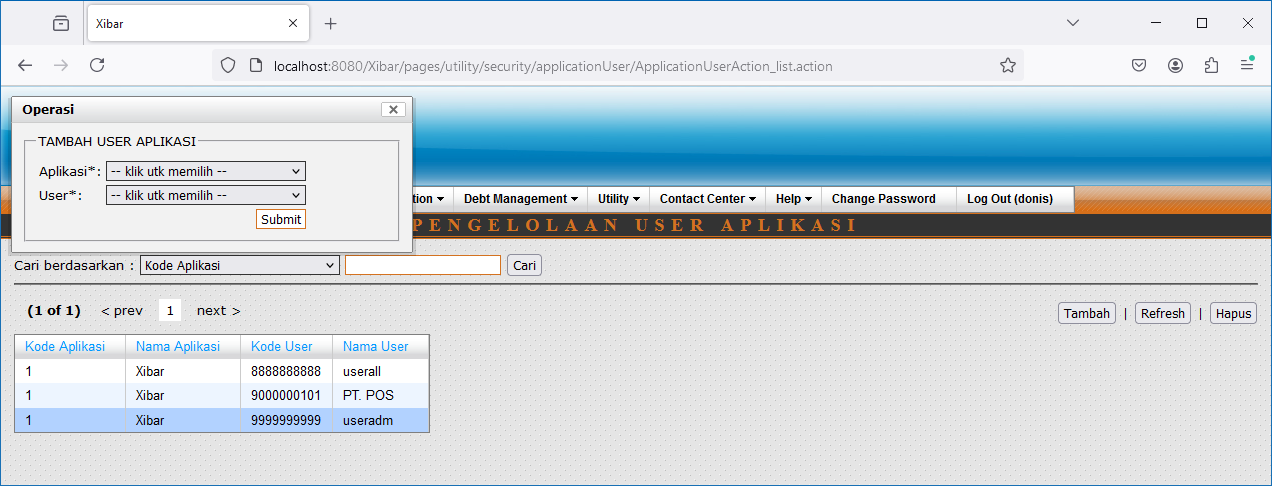 Xibar
localhost:8080/Xibar/pages/utility/security/applicationUser/ApplicationUserAction_list.action
Operasi
TAMBAH USER APLIKASI
Aplikasi*: -- klik utk memilih --
User*: -- klik utk memilih --
Submit
tion Debt Management Utility Contact Center Help Change Password Log Out (donis)
PENGELOLAAN USER APLIKASI
Cari berdasarkan : Kode Aplikasi Cari
(1 of 1) < prev 1 next > Tambah | Refresh | Hapus
Kode Aplikasi Nama Aplikasi Kode User Nama User
1 Xibar 8888888888 userall
1 Xibar 9000000101 PT. POS
1 Xibar 9999999999 useradm